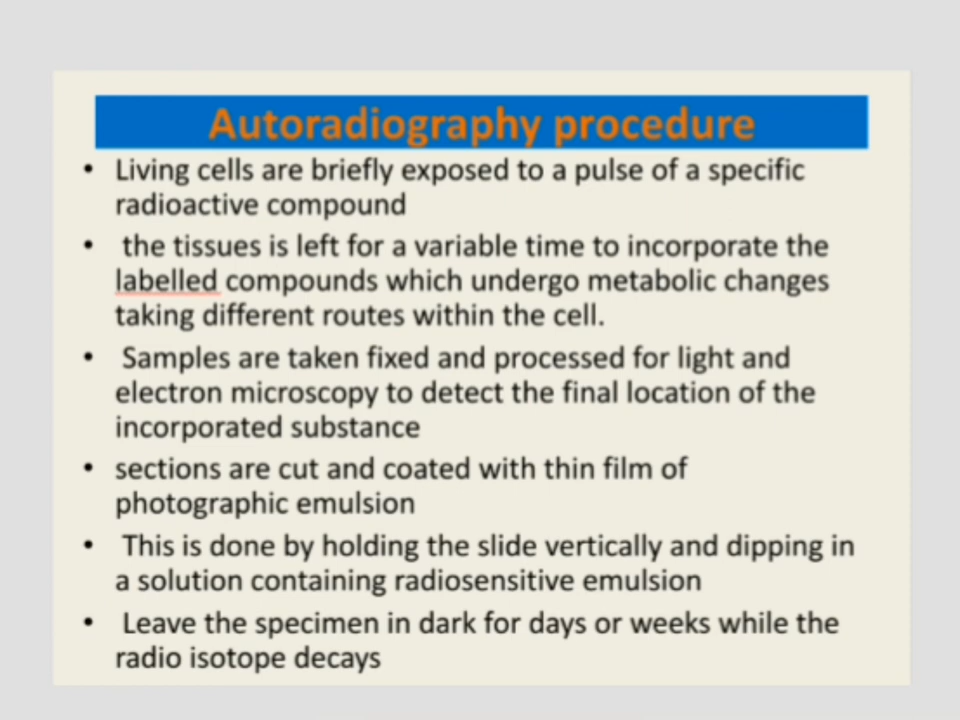 Autoradiography procedure
• Living cells are briefly exposed to a pulse of a specific
radioactive compound
• the tissues is left for a variable time to incorporate the
labelled compounds which undergo metabolic changes
taking different routes within the cell.
• Samples are taken fixed and processed for light and
electron microscopy to detect the final location of the
incorporated substance
• sections are cut and coated with thin film of
photographic emulsion
• This is done by holding the slide vertically and dipping in
a solution containing radiosensitive emulsion
• Leave the specimen in dark for days or weeks while the
radio isotope decays